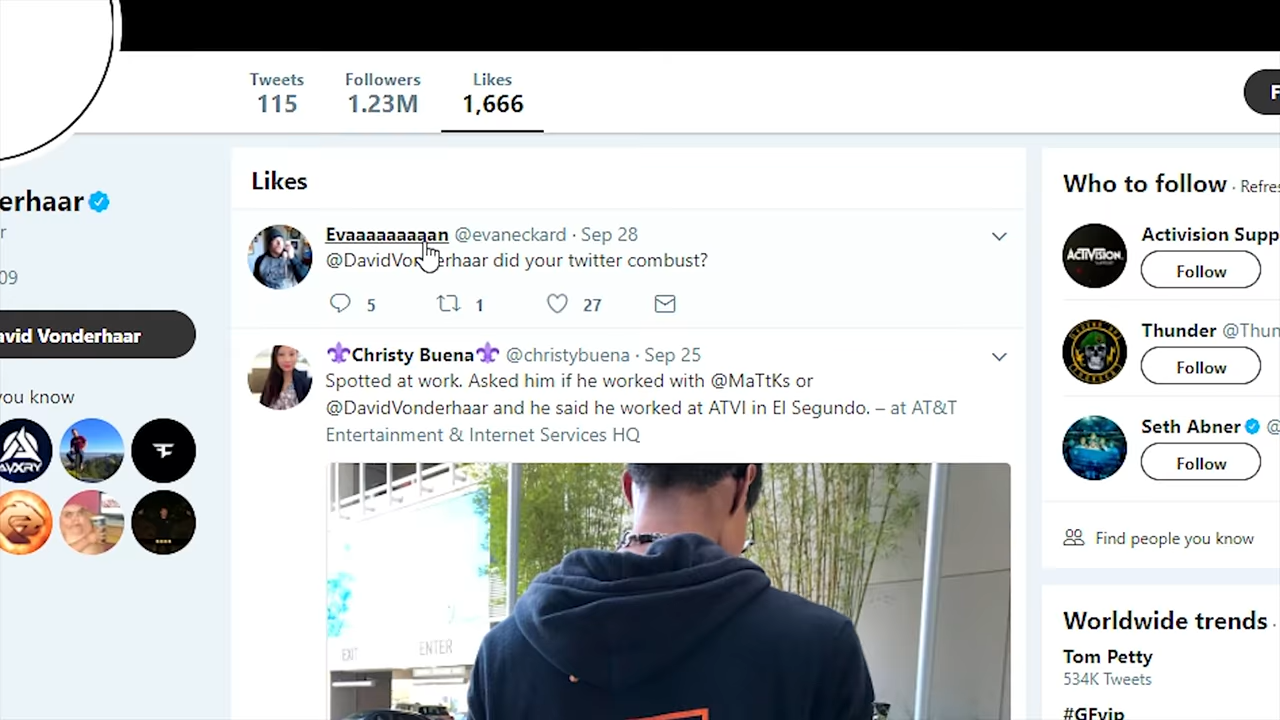 Tweets
115
Followers
1.23M
Likes
1,666
F
erhaar
r
09
avid Vonderhaar
you know
AVXRY
Likes
Evaaaaaaaaan @evaneckard · Sep 28
@DavidVonderhaar did your twitter combust?
5 1 27
⚜Christy Buena⚜ @christybuena · Sep 25
Spotted at work. Asked him if he worked with @MaTtKs or
@DavidVonderhaar and he said he worked at ATVI in El Segundo. – at AT&T
Entertainment & Internet Services HQ
EXIT
ENTER
Who to follow · Refres
ACTIVISION.
Activision Supp
Follow
Thunder @Thun
Follow
Seth Abner @
Follow
Find people you know
Worldwide trends ·
Tom Petty
534K Tweets
#GFvip